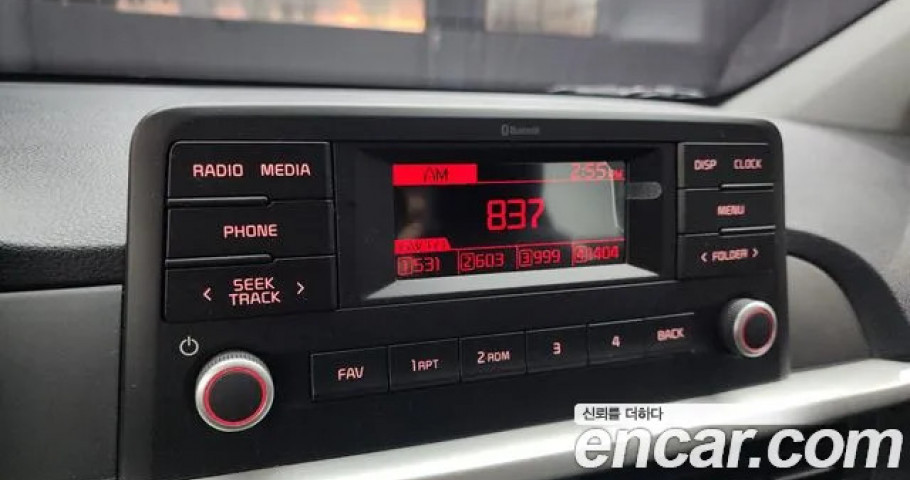 Bluetooth
RADIO MEDIA
PHONE
< SEEK TRACK >
AM 2:55
837
1 531 2 603 3 999 4 1404
DISP CLOCK
MENU
< FOLDER >
FAV 1 RPT 2 RDM 3 4 BACK
신뢰를 더하다
encar.com